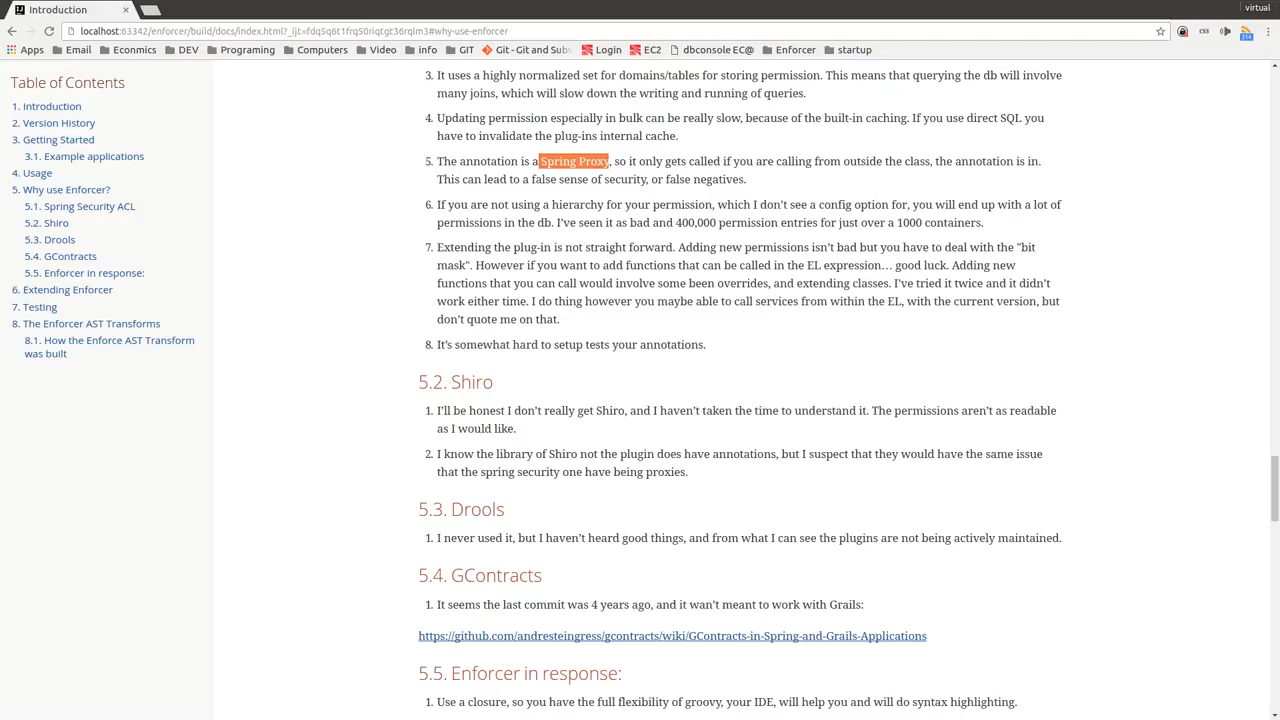 Introduction
virtual
localhost:63342/enforcer/build/docs/index.html?_ijt=fdq5q6t1frq50riqtgt36rqlm3#why-use-enforcer
css
314
Apps Email Econmics DEV Programing Computers Video info GIT Git - Git and Sub Login EC2 dbconsole EC@ Enforcer startup
Table of Contents
1. Introduction
2. Version History
3. Getting Started
3.1. Example applications
4. Usage
5. Why use Enforcer?
5.1. Spring Security ACL
5.2. Shiro
5.3. Drools
5.4. GContracts
5.5. Enforcer in response:
6. Extending Enforcer
7. Testing
8. The Enforcer AST Transforms
8.1. How the Enforce AST Transform
was built
3. It uses a highly normalized set for domains/tables for storing permission. This means that querying the db will involve
many joins, which will slow down the writing and running of queries.
4. Updating permission especially in bulk can be really slow, because of the built-in caching. If you use direct SQL you
have to invalidate the plug-ins internal cache.
5. The annotation is a Spring Proxy, so it only gets called if you are calling from outside the class, the annotation is in.
This can lead to a false sense of security, or false negatives.
6. If you are not using a hierarchy for your permission, which I don't see a config option for, you will end up with a lot of
permissions in the db. I've seen it as bad and 400,000 permission entries for just over a 1000 containers.
7. Extending the plug-in is not straight forward. Adding new permissions isn't bad but you have to deal with the "bit
mask". However if you want to add functions that can be called in the EL expression… good luck. Adding new
functions that you can call would involve some been overrides, and extending classes. I've tried it twice and it didn't
work either time. I do thing however you maybe able to call services from within the EL, with the current version, but
don't quote me on that.
8. It's somewhat hard to setup tests your annotations.
5.2. Shiro
1. I'll be honest I don't really get Shiro, and I haven't taken the time to understand it. The permissions aren't as readable
as I would like.
2. I know the library of Shiro not the plugin does have annotations, but I suspect that they would have the same issue
that the spring security one have being proxies.
5.3. Drools
1. I never used it, but I haven't heard good things, and from what I can see the plugins are not being actively maintained.
5.4. GContracts
1. It seems the last commit was 4 years ago, and it wan't meant to work with Grails:
https://github.com/andresteingress/gcontracts/wiki/GContracts-in-Spring-and-Grails-Applications
5.5. Enforcer in response:
1. Use a closure, so you have the full flexibility of groovy, your IDE, will help you and will do syntax highlighting.